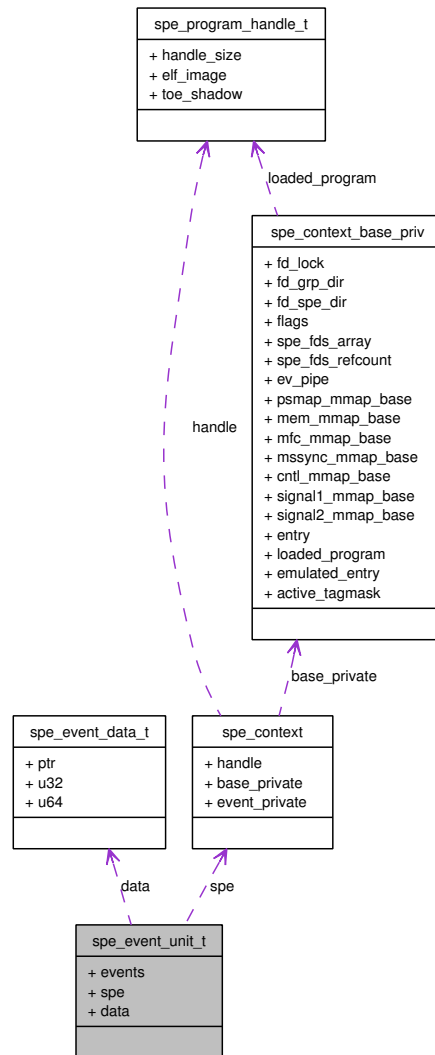 spe_program_handle_t
+ handle_size
+ elf_image
+ toe_shadow
loaded_program
spe_context_base_priv
+ fd_lock
+ fd_grp_dir
+ fd_spe_dir
+ flags
+ spe_fds_array
+ spe_fds_refcount
+ ev_pipe
+ psmap_mmap_base
+ mem_mmap_base
+ mfc_mmap_base
+ mssync_mmap_base
+ cntl_mmap_base
+ signal1_mmap_base
+ signal2_mmap_base
+ entry
+ loaded_program
+ emulated_entry
+ active_tagmask
handle
base_private
spe_event_data_t
+ ptr
+ u32
+ u64
spe_context
+ handle
+ base_private
+ event_private
data
spe
spe_event_unit_t
+ events
+ spe
+ data